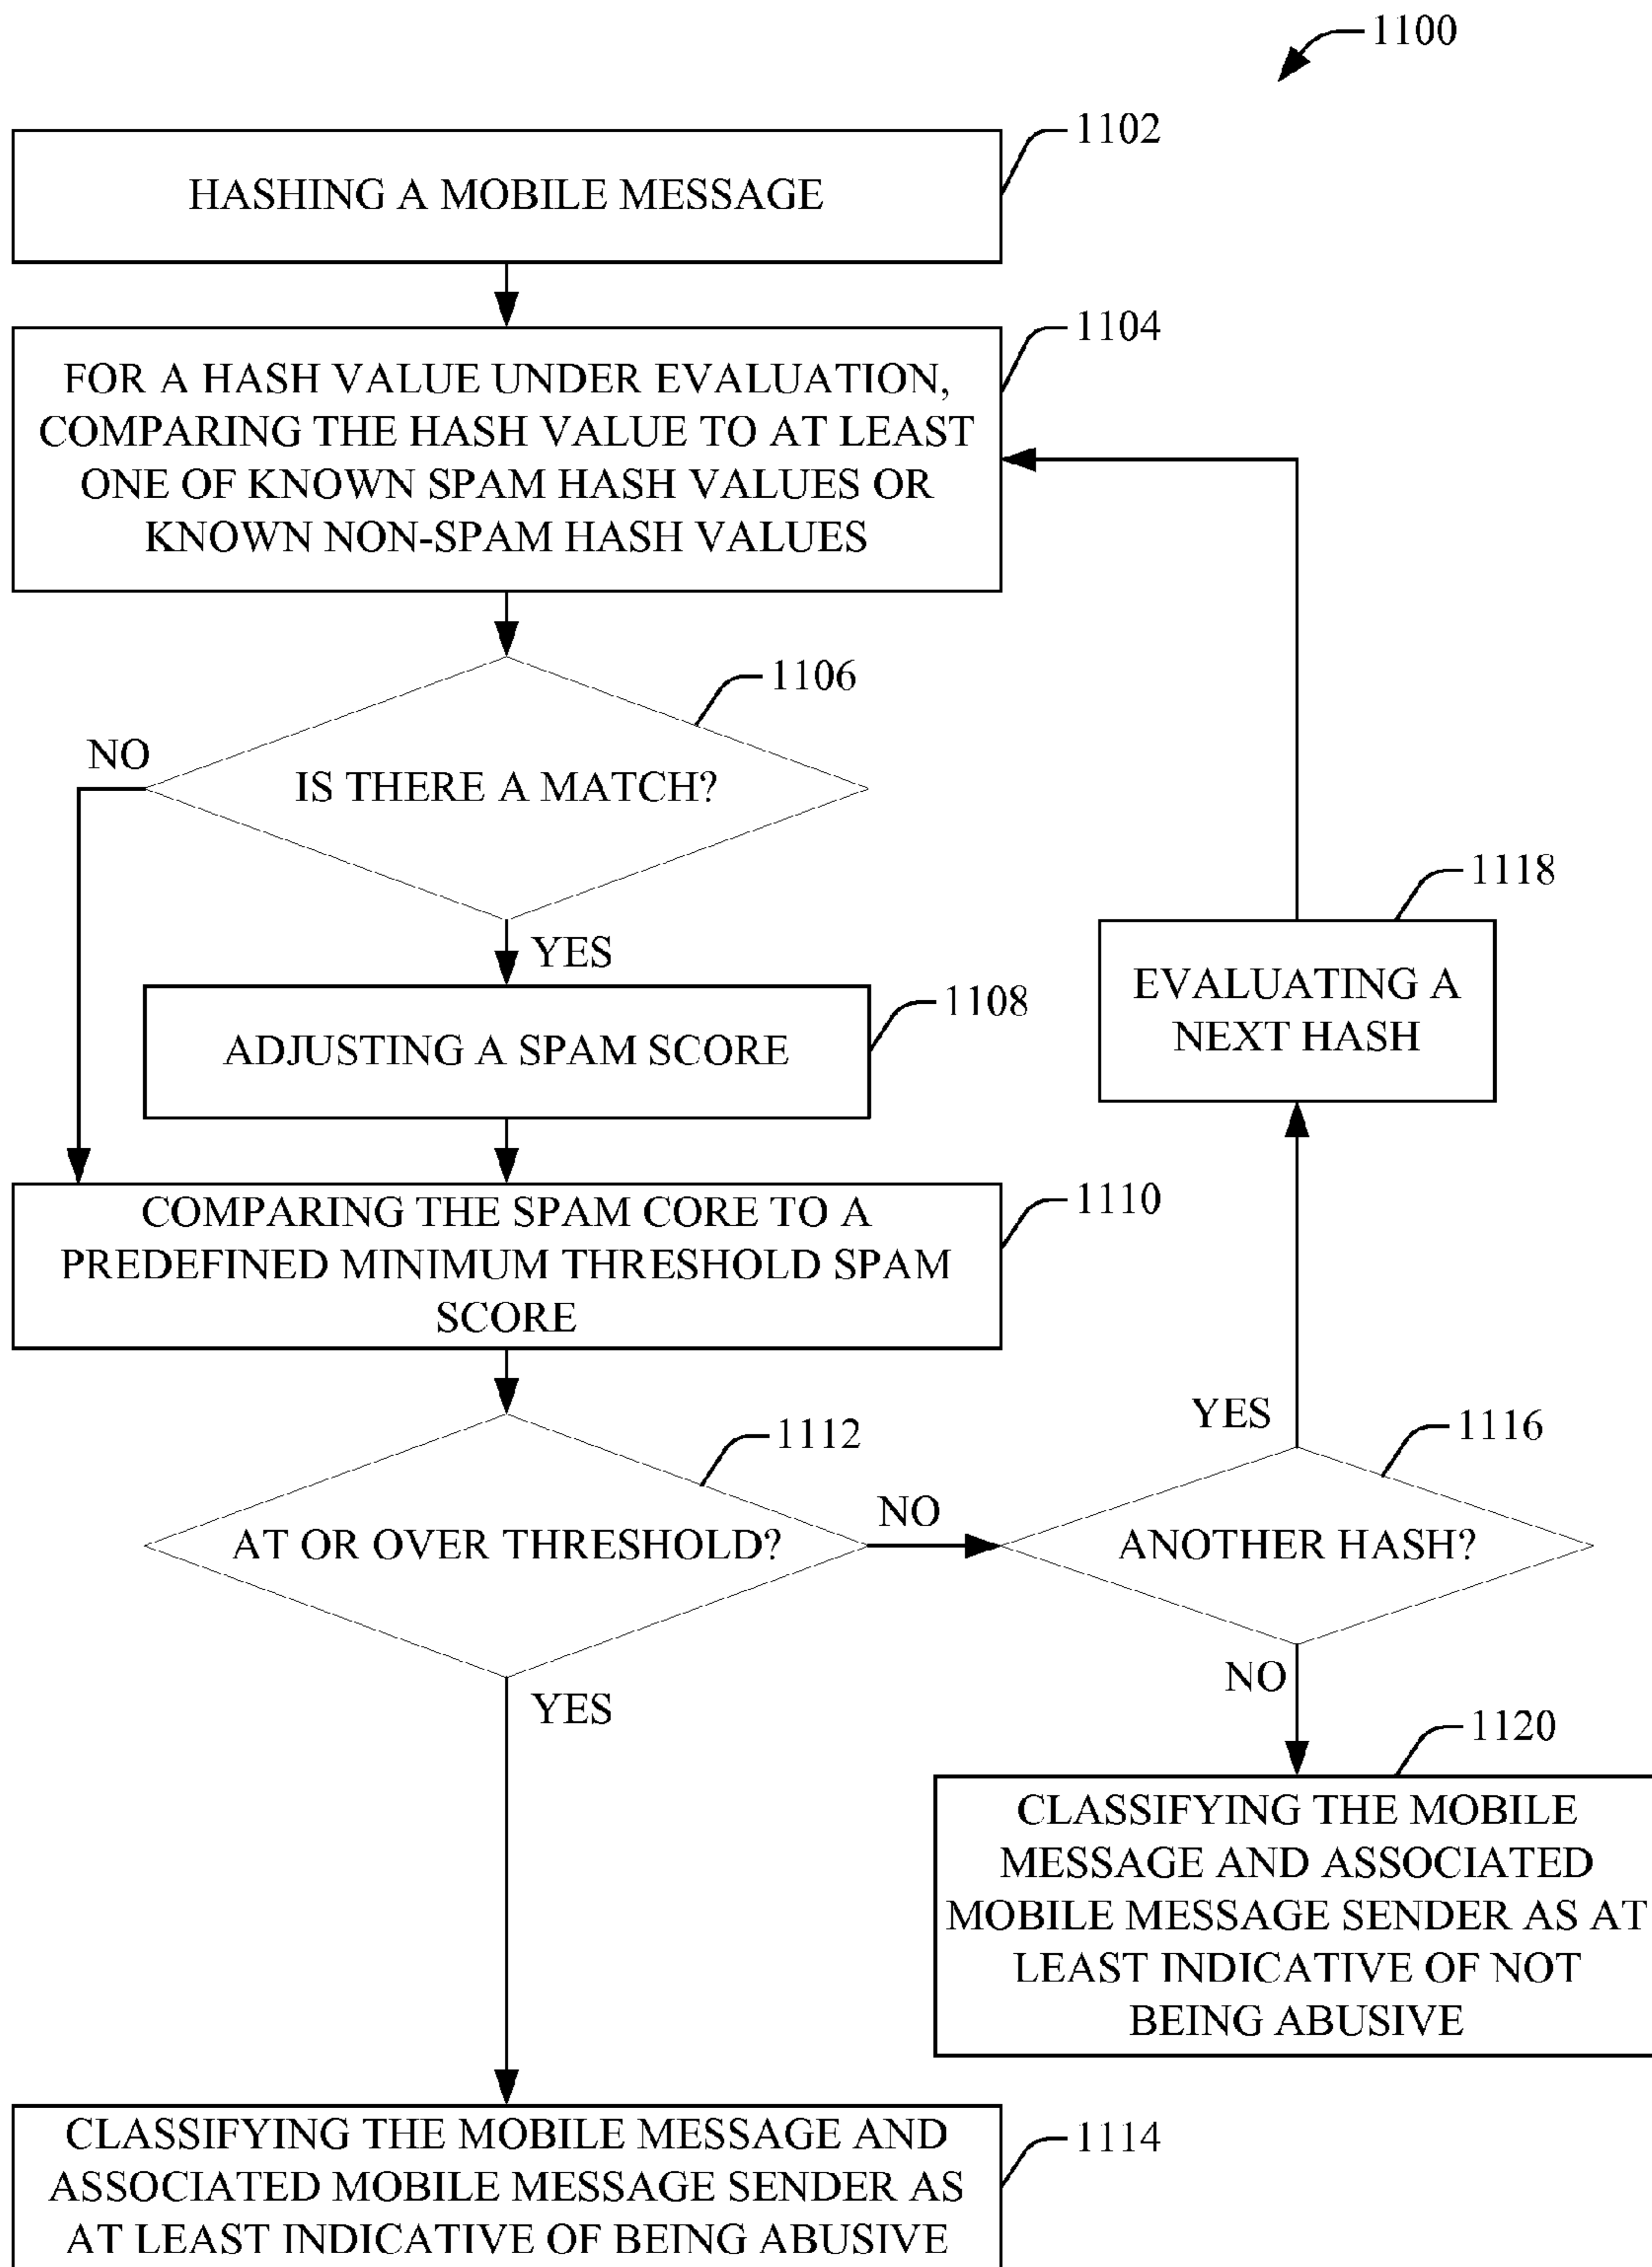 1100
1102
HASHING A MOBILE MESSAGE
1104
FOR A HASH VALUE UNDER EVALUATION,
COMPARING THE HASH VALUE TO AT LEAST
ONE OF KNOWN SPAM HASH VALUES OR
KNOWN NON-SPAM HASH VALUES
1106
NO
IS THERE A MATCH?
YES
1118
EVALUATING A
NEXT HASH
1108
ADJUSTING A SPAM SCORE
1110
COMPARING THE SPAM CORE TO A
PREDEFINED MINIMUM THRESHOLD SPAM
SCORE
1112
AT OR OVER THRESHOLD?
NO
YES
1116
ANOTHER HASH?
YES
NO
1120
CLASSIFYING THE MOBILE
MESSAGE AND ASSOCIATED
MOBILE MESSAGE SENDER AS AT
LEAST INDICATIVE OF NOT
BEING ABUSIVE
1114
CLASSIFYING THE MOBILE MESSAGE AND
ASSOCIATED MOBILE MESSAGE SENDER AS
AT LEAST INDICATIVE OF BEING ABUSIVE